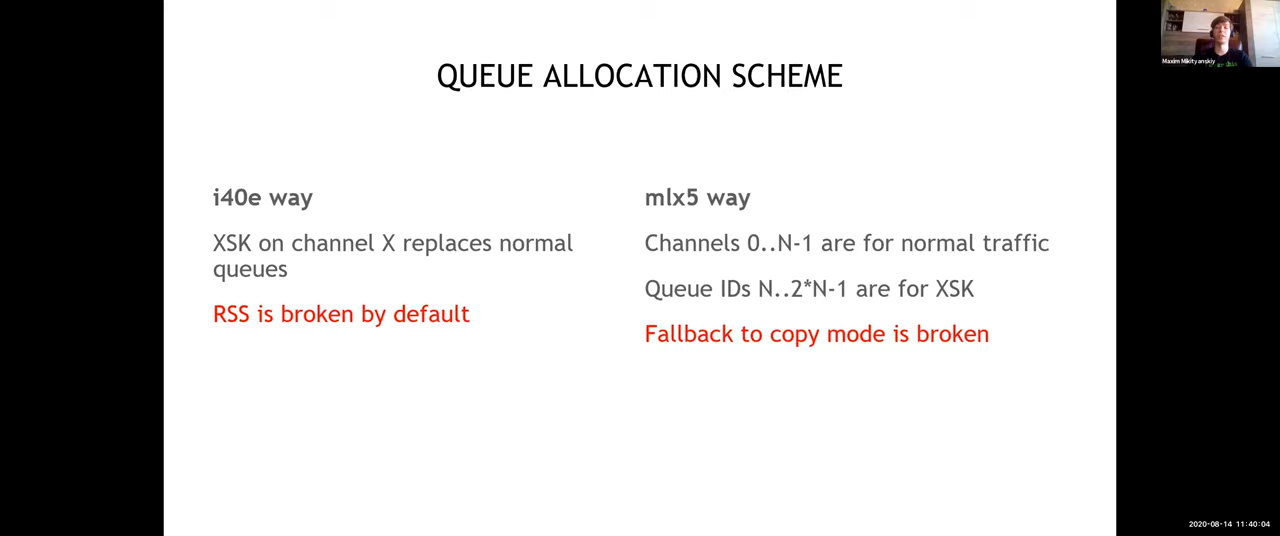 QUEUE ALLOCATION SCHEME
i40e way
XSK on channel X replaces normal
queues
RSS is broken by default
mlx5 way
Channels 0..N-1 are for normal traffic
Queue IDs N..2*N-1 are for XSK
Fallback to copy mode is broken
Maxim Mikityanskiy
2020-08-14 11:40:04